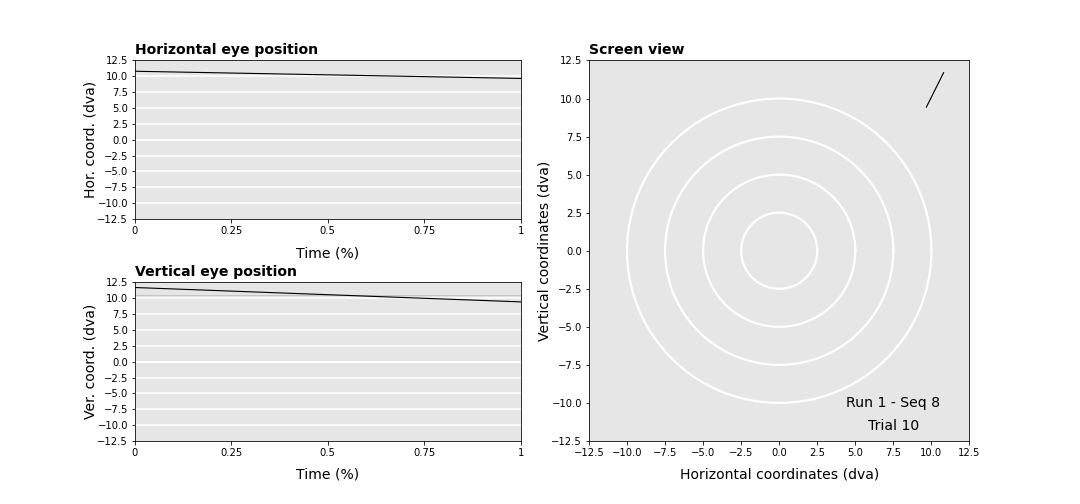 Horizontal eye position
Hor. coord. (dva)
12.5
10.0
7.5
5.0
2.5
0.0
−2.5
−5.0
−7.5
−10.0
−12.5
0 0.25 0.5 0.75 1
Time (%)
Vertical eye position
Ver. coord. (dva)
12.5
10.0
7.5
5.0
2.5
0.0
−2.5
−5.0
−7.5
−10.0
−12.5
0 0.25 0.5 0.75 1
Time (%)
Screen view
Vertical coordinates (dva)
12.5
10.0
7.5
5.0
2.5
0.0
−2.5
−5.0
−7.5
−10.0
−12.5
Run 1 - Seq 8
Trial 10
−12.5 −10.0 −7.5 −5.0 −2.5 0.0 2.5 5.0 7.5 10.0 12.5
Horizontal coordinates (dva)